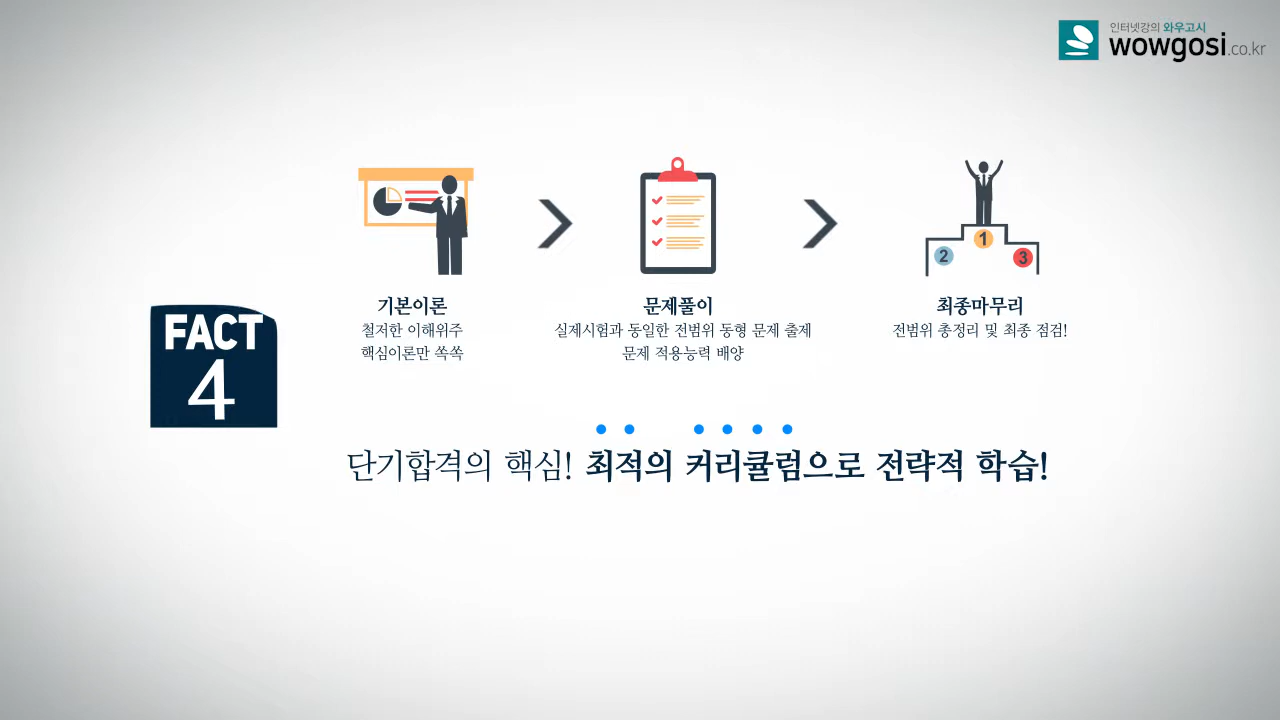 인터넷강의 와우고시
wowgosi.co.kr
기본이론
철저한 이해위주
핵심이론만 쏙쏙
문제풀이
실제시험과 동일한 전범위 동형 문제 출제
문제 적용능력 배양
2
1
3
최종마무리
전범위 총정리 및 최종 점검!
FACT
4
단기합격의 핵심! 최적의 커리큘럼으로 전략적 학습!